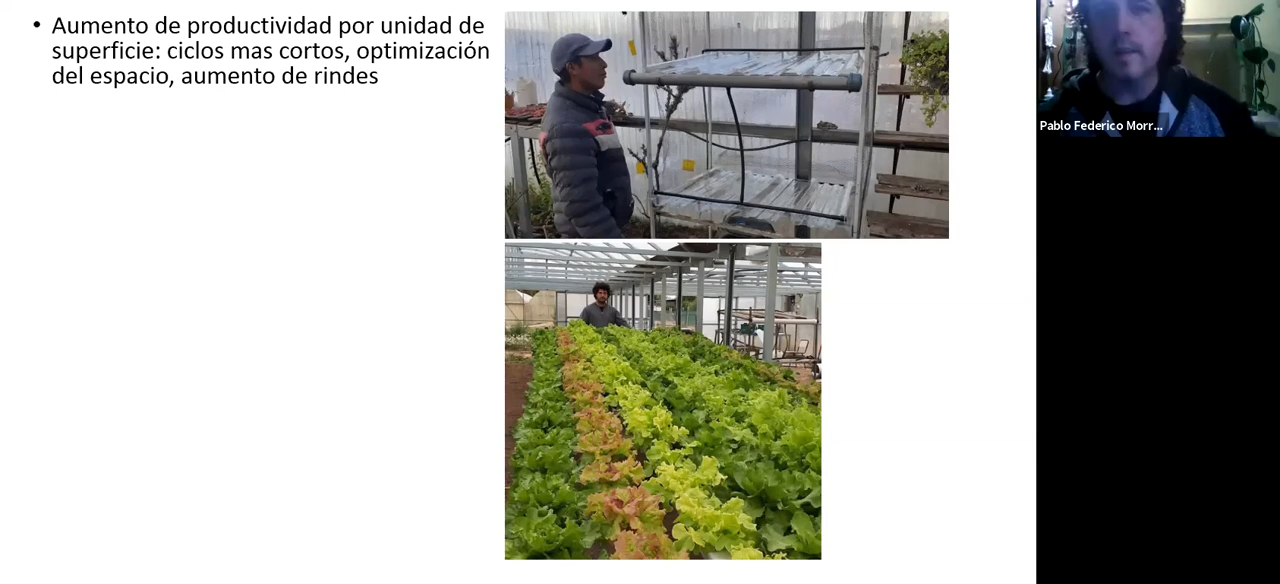 • Aumento de productividad por unidad de
superficie: ciclos mas cortos, optimización
del espacio, aumento de rindes
Pablo Federico Morr...